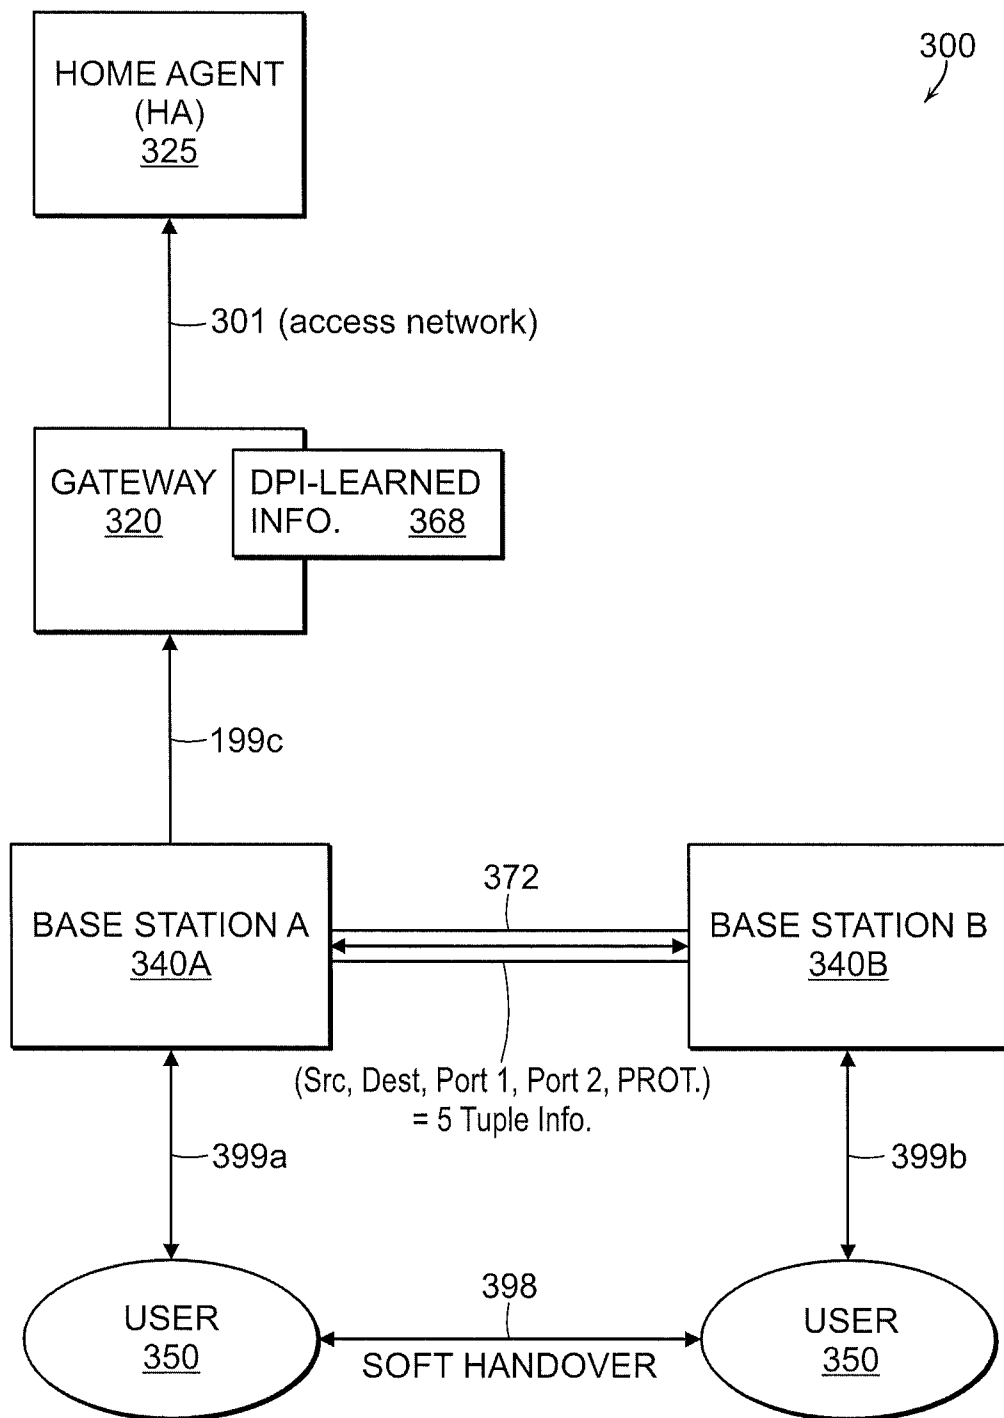 HOME AGENT
(HA)
325
300
301 (access network)
GATEWAY
320
DPI-LEARNED
INFO. 368
199c
372
BASE STATION A
340A
BASE STATION B
340B
(Src, Dest, Port 1, Port 2, PROT.)
= 5 Tuple Info.
399a
399b
USER
350
398
SOFT HANDOVER
USER
350